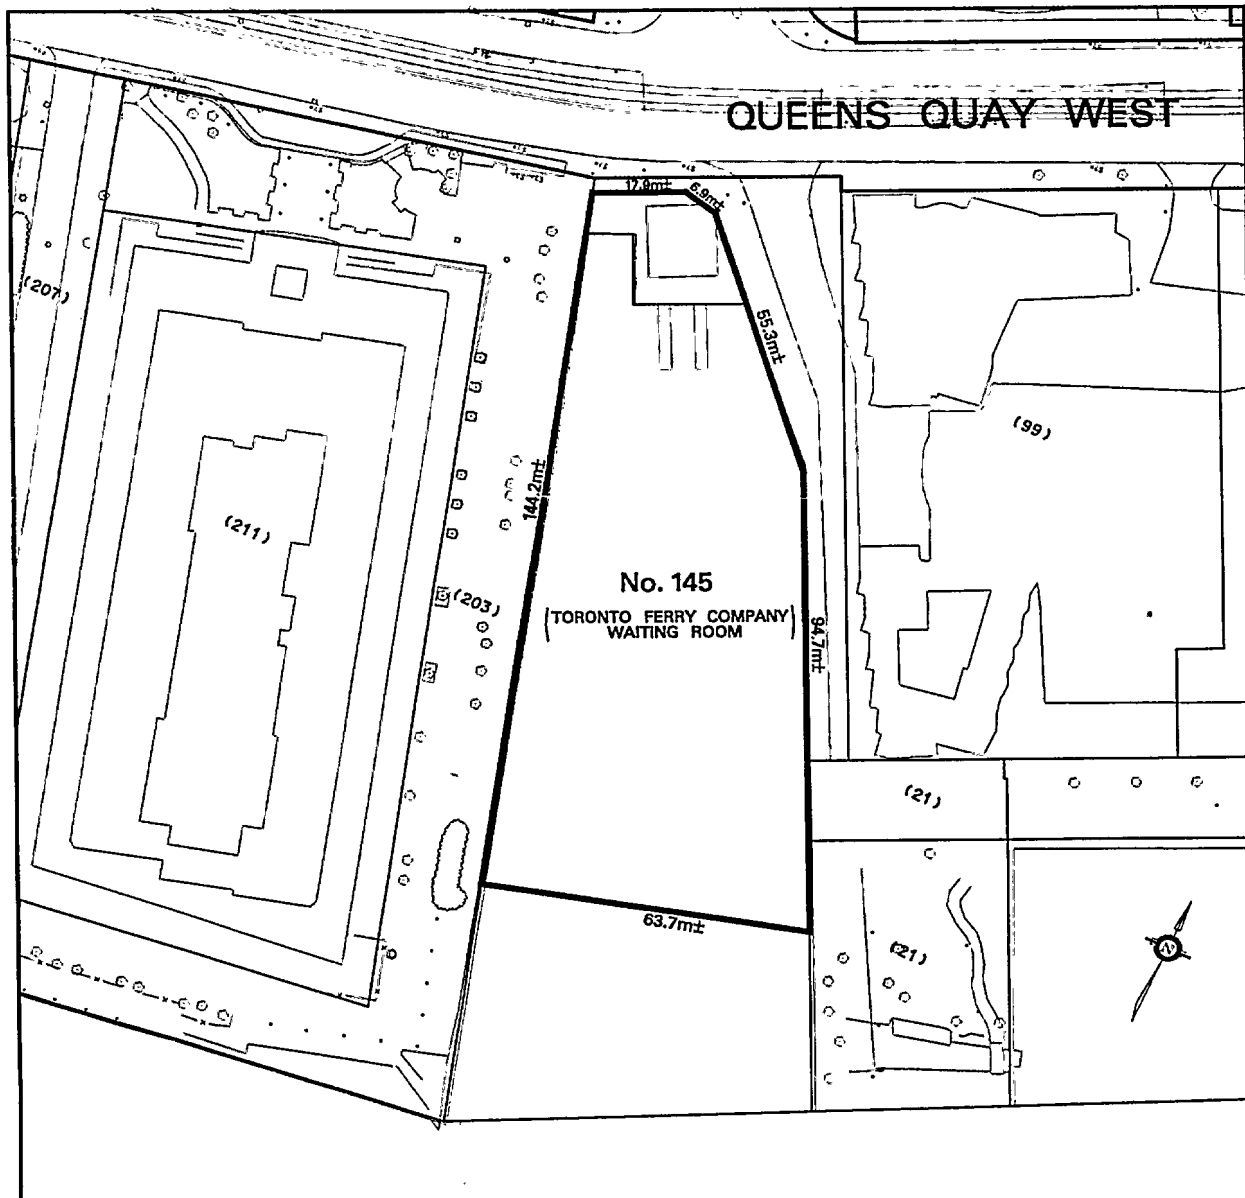 QUEENS QUAY WEST
17.9m±
6.9m±
(207)
55.3m±
(99)
144.2m±
(211)
No. 145
(203)
(TORONTO FERRY COMPANY
WAITING ROOM)
94.7m±
(21)
63.7m±
(21)
N